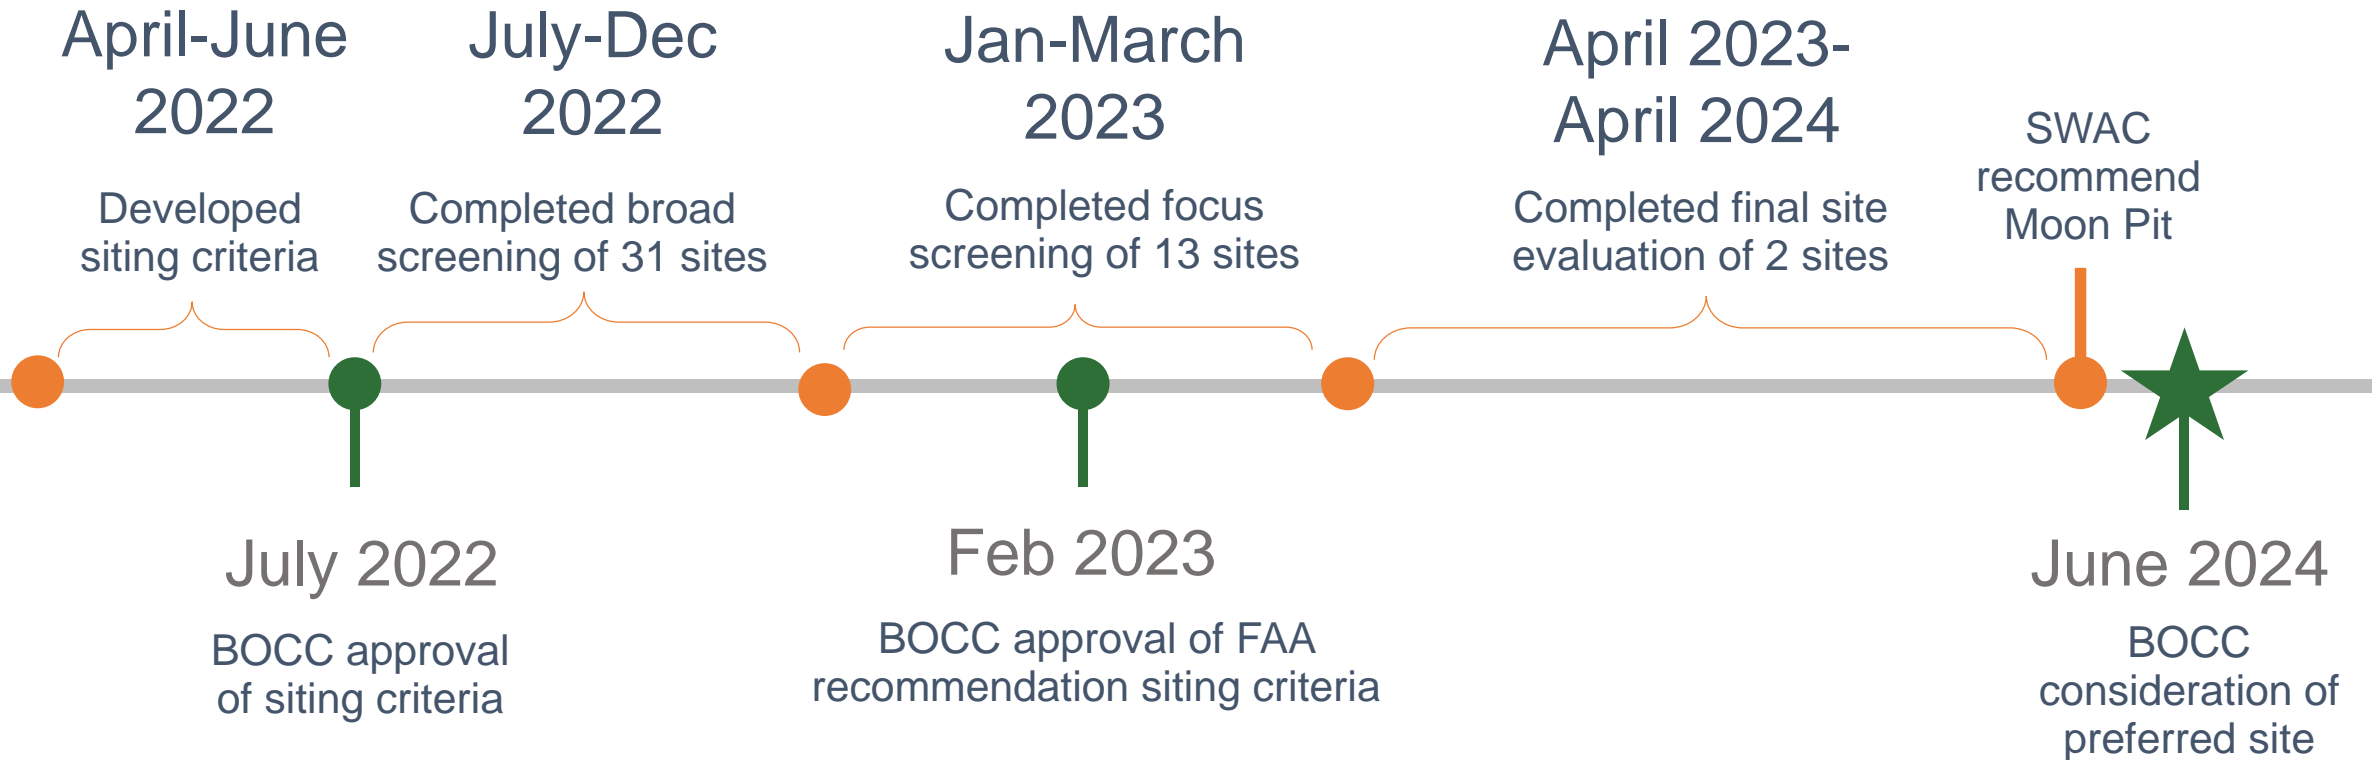 April-June
2022
Developed
siting criteria
July-Dec
2022
Completed broad
screening of 31 sites
Jan-March
2023
Completed focus
screening of 13 sites
April 2023-
April 2024
Completed final site
evaluation of 2 sites
SWAC
recommend
Moon Pit
July 2022
BOCC approval
of siting criteria
Feb 2023
BOCC approval of FAA
recommendation siting criteria
June 2024
BOCC
consideration of
preferred site